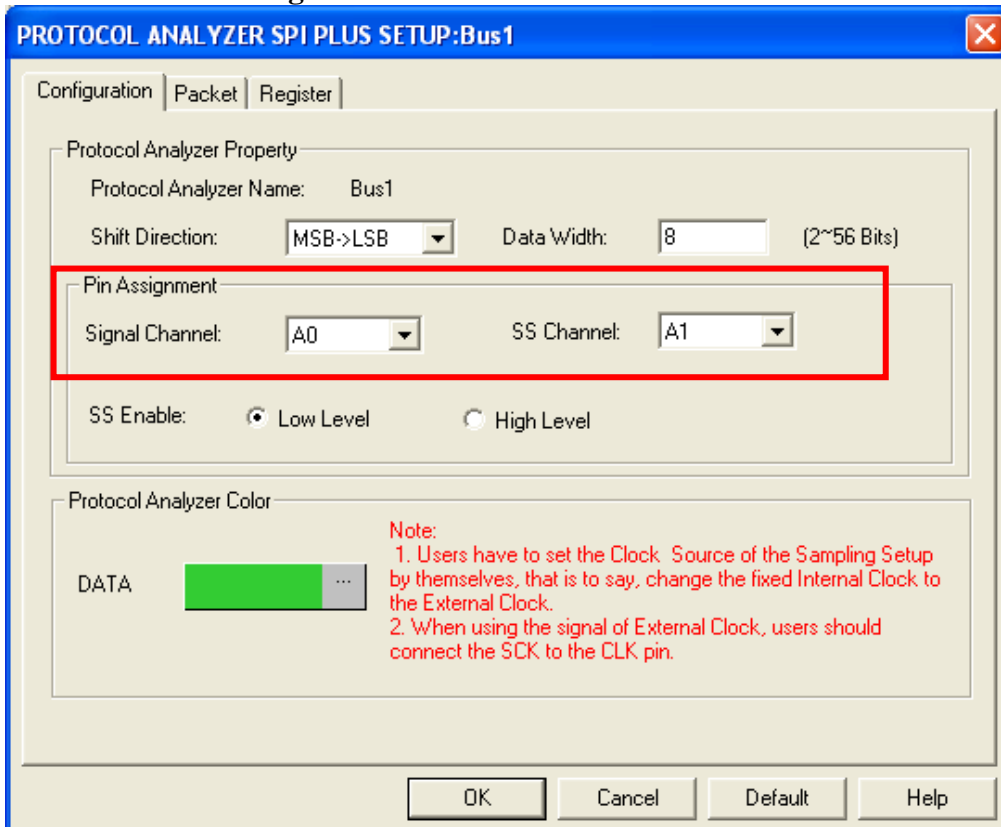 PROTOCOL ANALYZER SPI PLUS SETUP:Bus1
Configuration Packet Register
Protocol Analyzer Property
Protocol Analyzer Name: Bus1
Shift Direction: MSB->LSB Data Width: 8 (2~56 Bits)
Pin Assignment
Signal Channel: A0 SS Channel: A1
SS Enable: Low Level High Level
Protocol Analyzer Color
DATA ...
Note:
1. Users have to set the Clock Source of the Sampling Setup
by themselves, that is to say, change the fixed Internal Clock to
the External Clock.
2. When using the signal of External Clock, users should
connect the SCK to the CLK pin.
OK Cancel Default Help